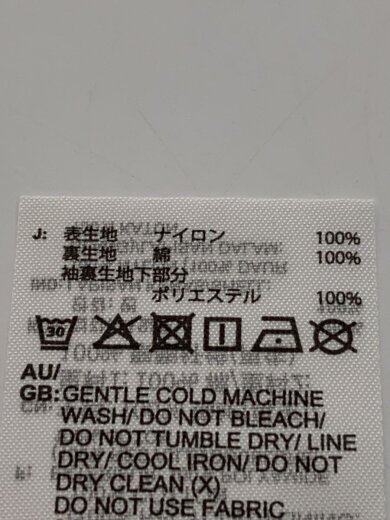 J: 表生地 ナイロン 100%
裏生地 綿 100%
袖裏生地下部分
ポリエステル 100%
30
AU/
GB: GENTLE COLD MACHINE
WASH/ DO NOT BLEACH/
DO NOT TUMBLE DRY/ LINE
DRY/ COOL IRON/ DO NOT
DRY CLEAN (X)
DO NOT USE FABRIC